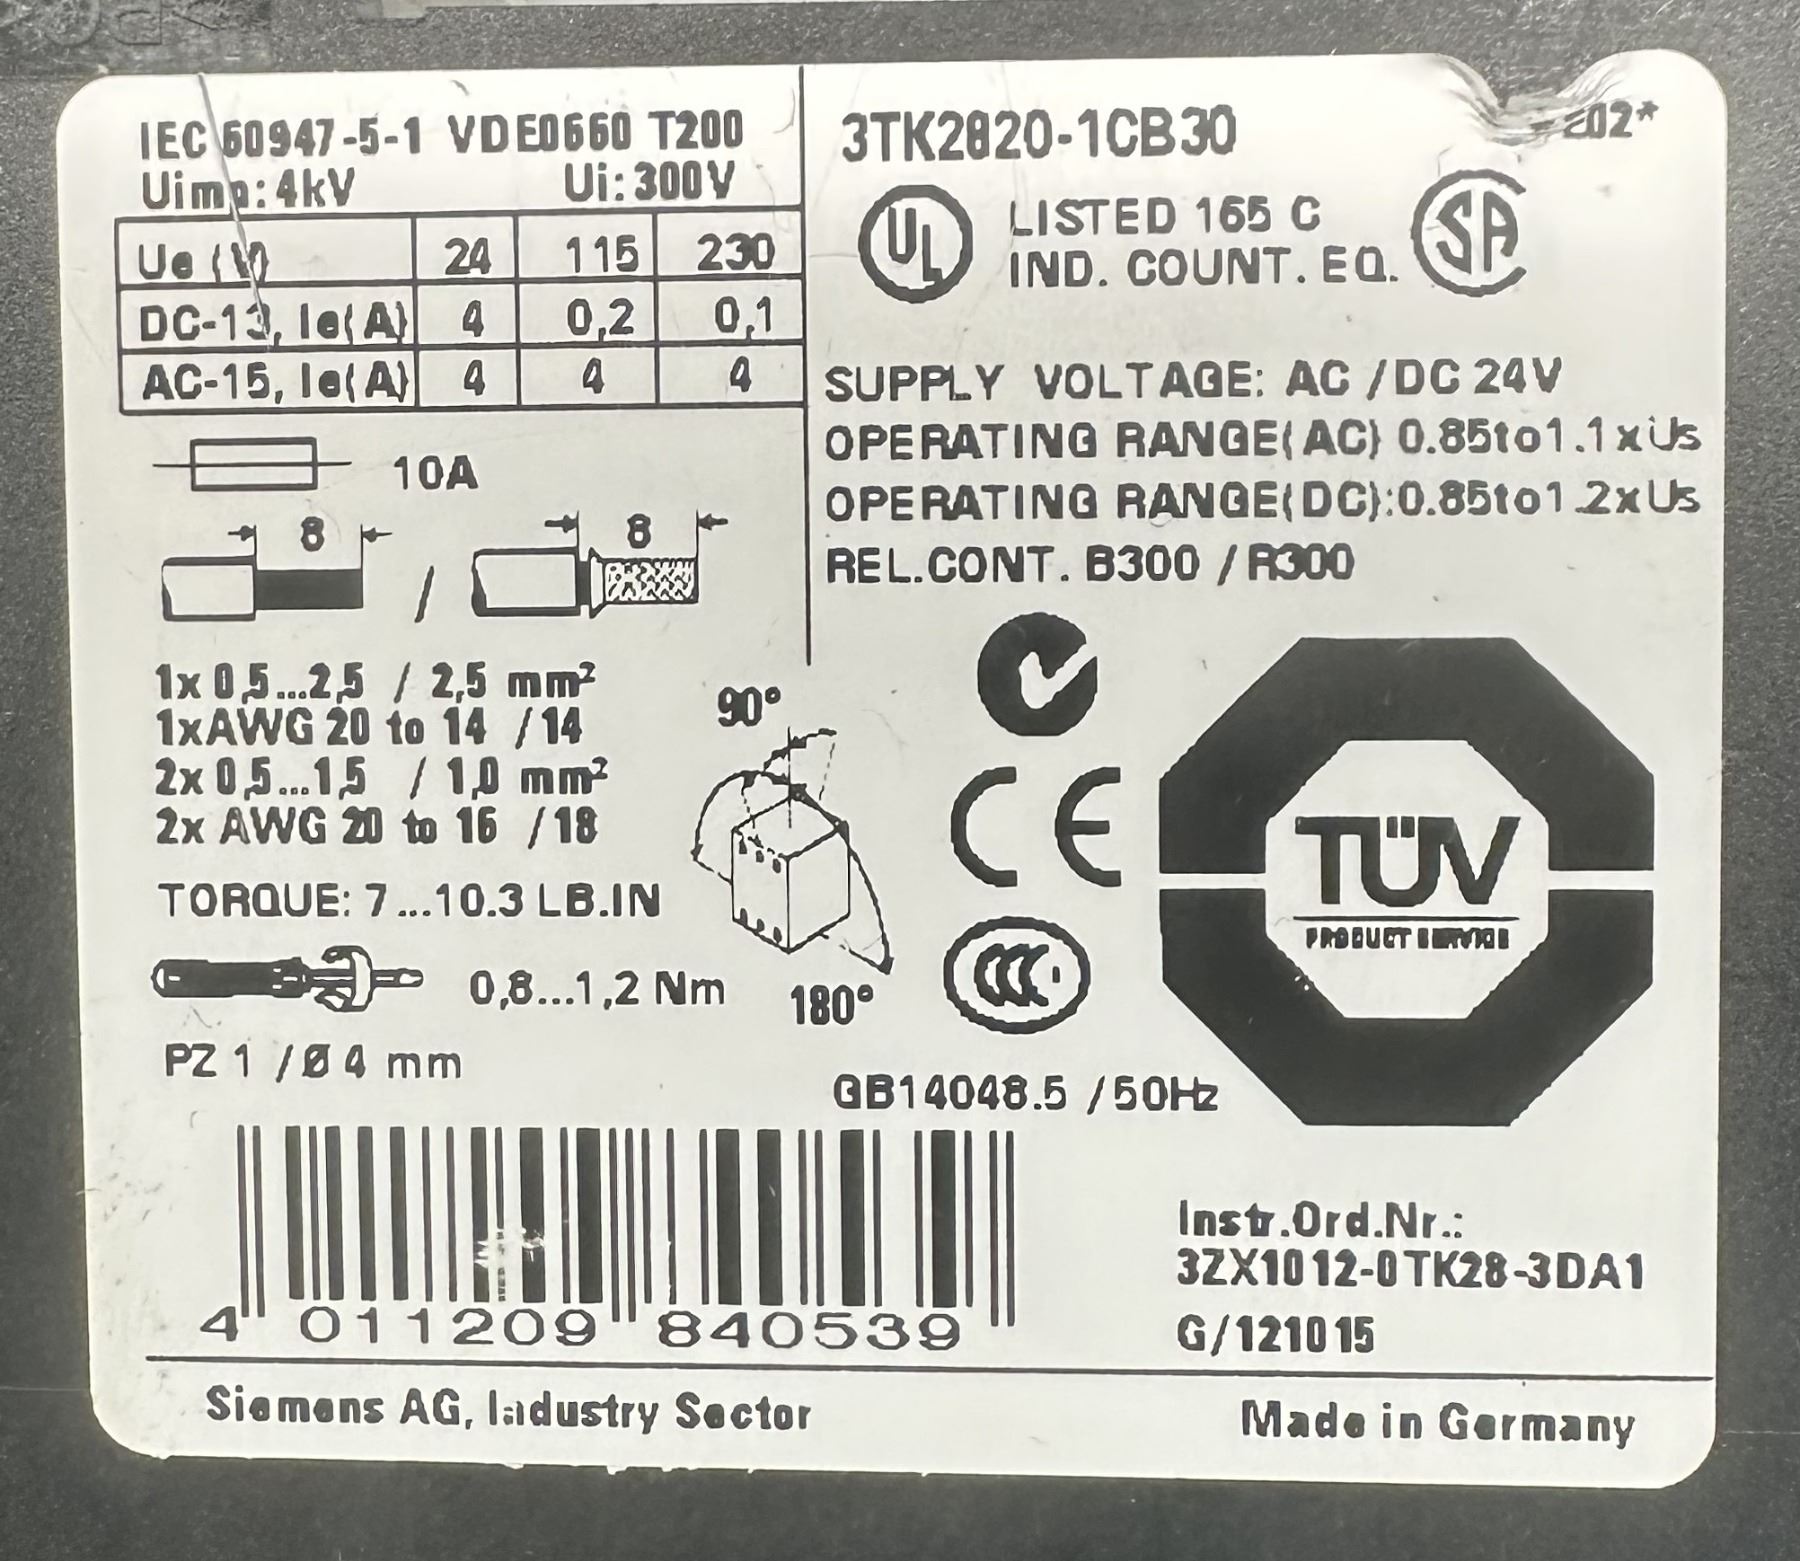 IEC 60947-5-1 VDE0660 T200
Uimp: 4kV Ui: 300V
Ue (V) 24 115 230
DC-13, Ie(A) 4 0,2 0,1
AC-15, Ie(A) 4 4 4
10A
8 / 8
1x 0,5...2,5 / 2,5 mm²
1xAWG 20 to 14 / 14
2x 0,5...1,5 / 1,0 mm²
2x AWG 20 to 16 / 18
TORQUE: 7...10.3 LB.IN
0,8...1,2 Nm
PZ 1 / Ø 4 mm
90°
180°
3TK2820-1CB30
E02*
UL
LISTED 165 C
IND. COUNT. EQ.
SA
SUPPLY VOLTAGE: AC / DC 24V
OPERATING RANGE(AC) 0.85to1.1xUs
OPERATING RANGE(DC):0.85to1.2xUs
REL.CONT. B300 / R300
CE
CCC
TÜV
PRODUCT SERVICE
GB14048.5 / 50Hz
4 011209 840539
Instr.Ord.Nr.:
3ZX1012-0TK28-3DA1
G/121015
Siemens AG, Industry Sector
Made in Germany